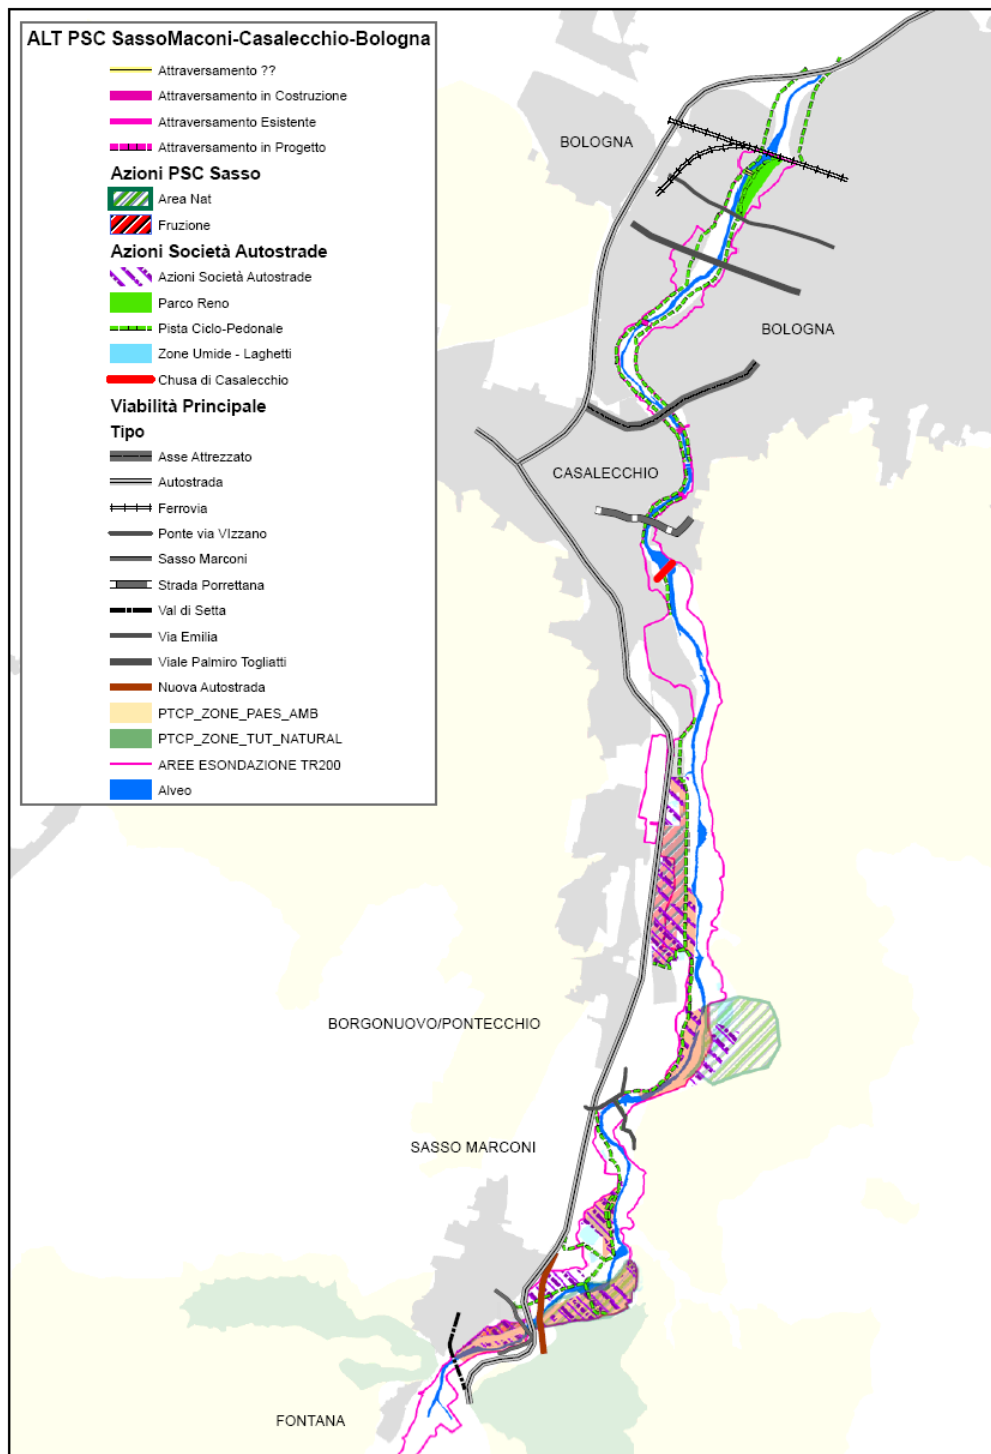 ALT PSC SassoMaconi-Casalecchio-Bologna
Attraversamento ??
Attraversamento in Costruzione
Attraversamento Esistente
Attraversamento in Progetto
Azioni PSC Sasso
Area Nat
Fruzione
Azioni Società Autostrade
Azioni Società Autostrade
Parco Reno
Pista Ciclo-Pedonale
Zone Umide - Laghetti
Chusa di Casalecchio
Viabilità Principale
Tipo
Asse Attrezzato
Autostrada
Ferrovia
Ponte via VIzzano
Sasso Marconi
Strada Porrettana
Val di Setta
Via Emilia
Viale Palmiro Togliatti
Nuova Autostrada
PTCP_ZONE_PAES_AMB
PTCP_ZONE_TUT_NATURAL
AREE ESONDAZIONE TR200
Alveo
BOLOGNA
BOLOGNA
CASALECCHIO
BORGONUOVO/PONTECCHIO
SASSO MARCONI
FONTANA